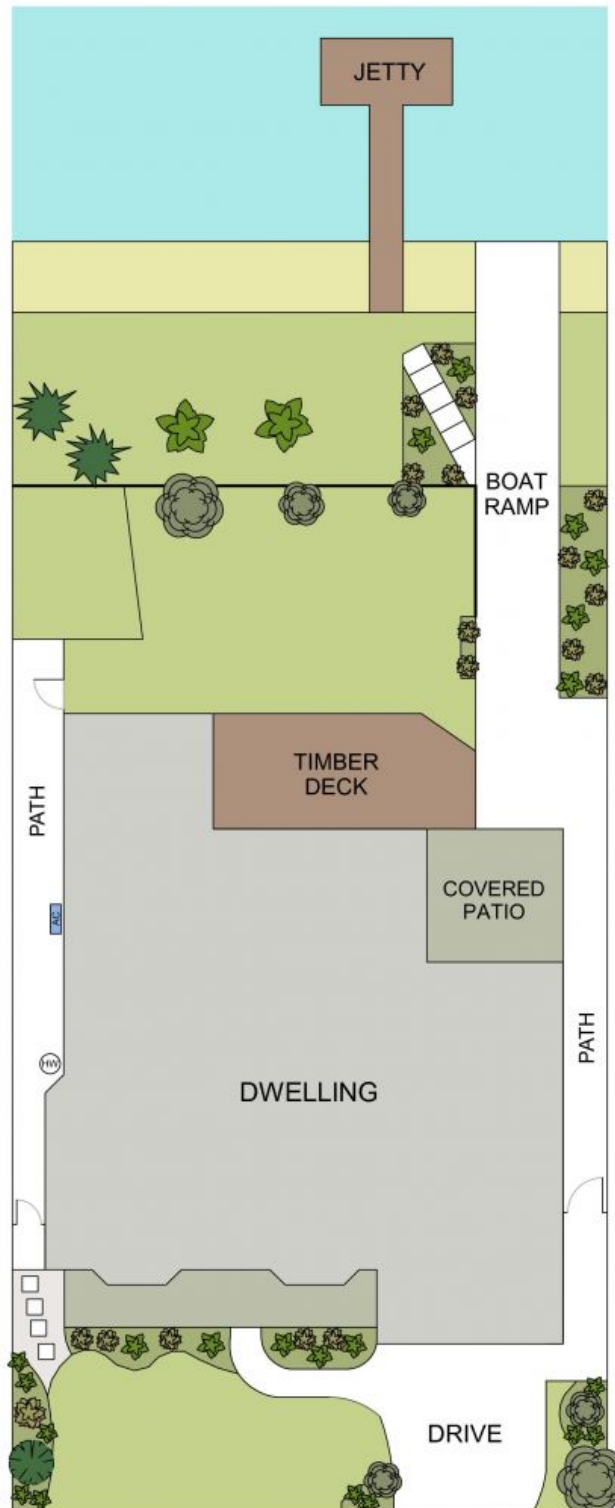 JETTY
BOAT
RAMP
TIMBER
DECK
PATH
COVERED
PATIO
AC
PATH
HW
DWELLING
DRIVE